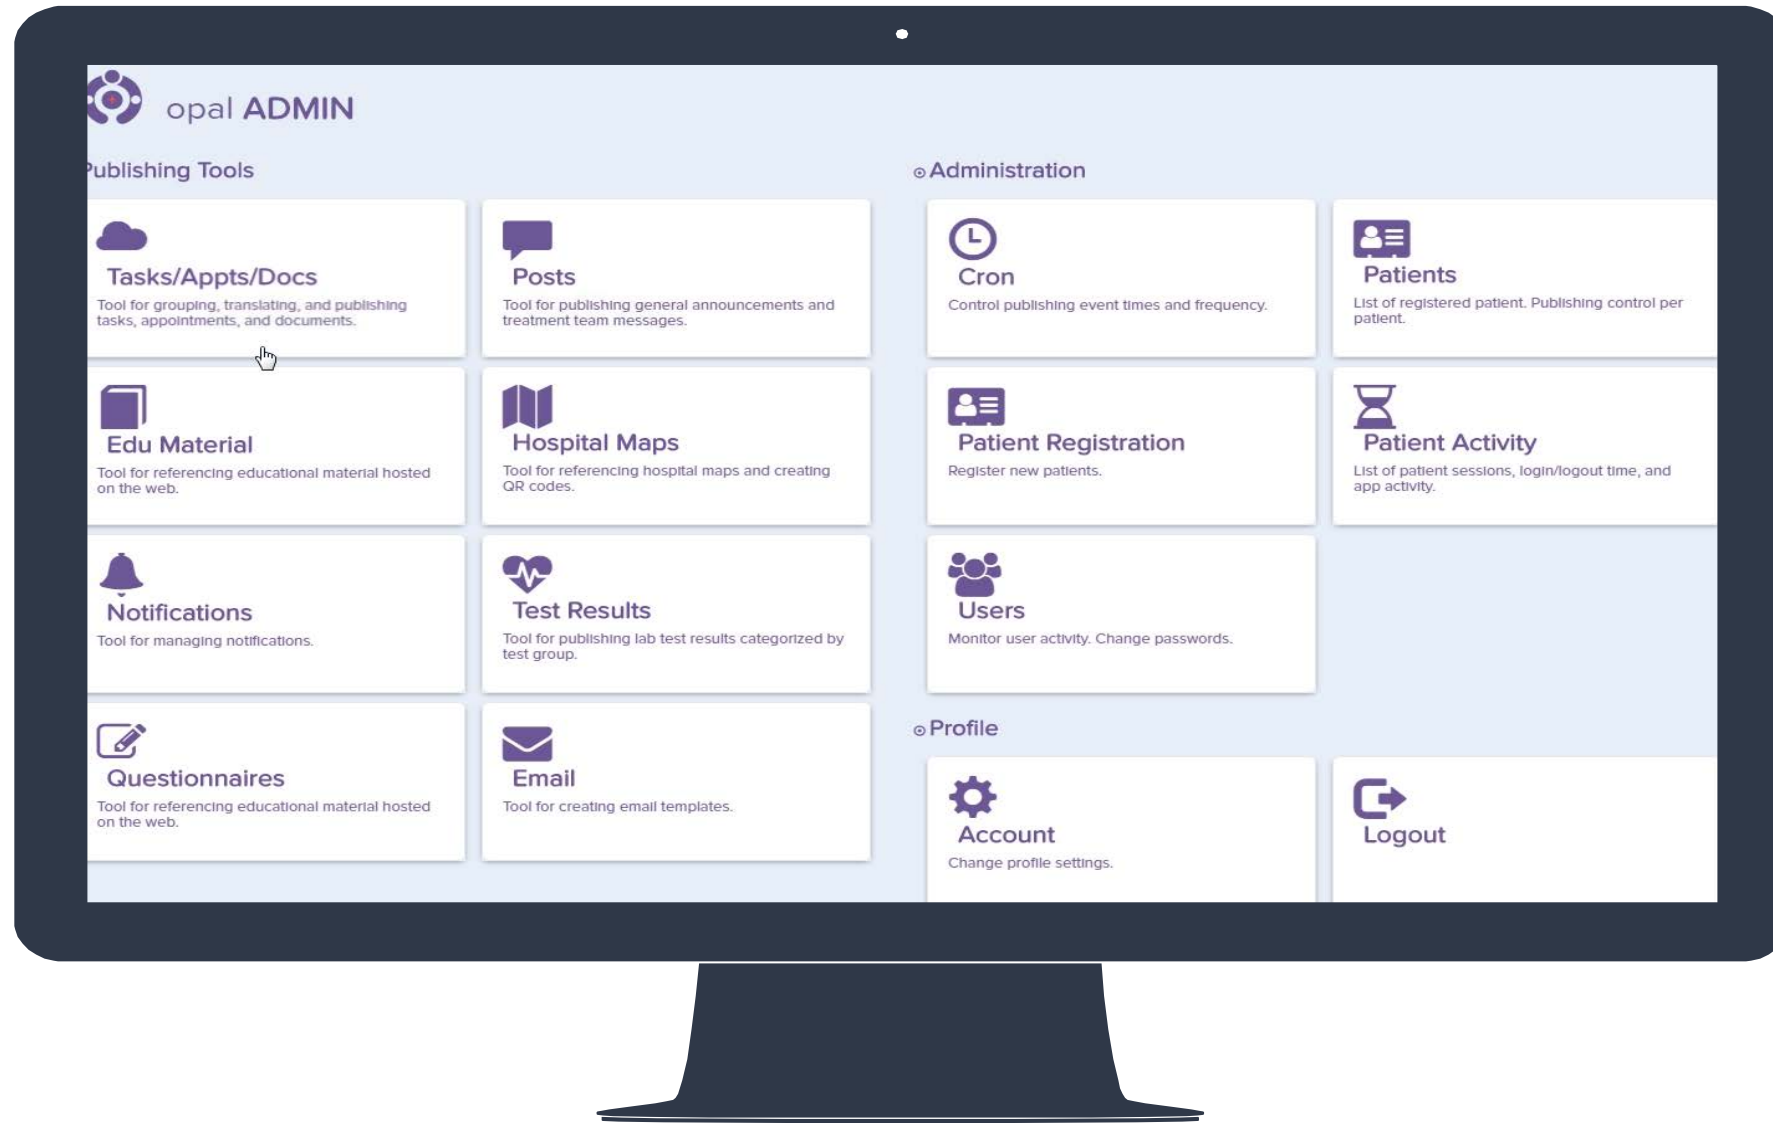 opal ADMIN
Publishing Tools
Tasks/Appts/Docs
Tool for grouping, translating, and publishing
tasks, appointments, and documents.
Posts
Tool for publishing general announcements and
treatment team messages.
Edu Material
Tool for referencing educational material hosted
on the web.
Hospital Maps
Tool for referencing hospital maps and creating
QR codes.
Notifications
Tool for managing notifications.
Test Results
Tool for publishing lab test results categorized by
test group.
Questionnaires
Tool for referencing educational material hosted
on the web.
Email
Tool for creating email templates.
Administration
Cron
Control publishing event times and frequency.
Patients
List of registered patient. Publishing control per
patient.
Patient Registration
Register new patients.
Patient Activity
List of patient sessions, login/logout time, and
app activity.
Users
Monitor user activity. Change passwords.
Profile
Account
Change profile settings.
Logout